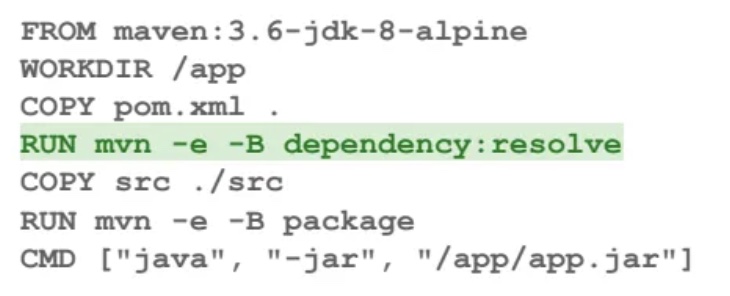 FROM maven:3.6-jdk-8-alpine
WORKDIR /app
COPY pom.xml .
RUN mvn -e -B dependency:resolve
COPY src ./src
RUN mvn -e -B package
CMD ["java", "-jar", "/app/app.jar"]